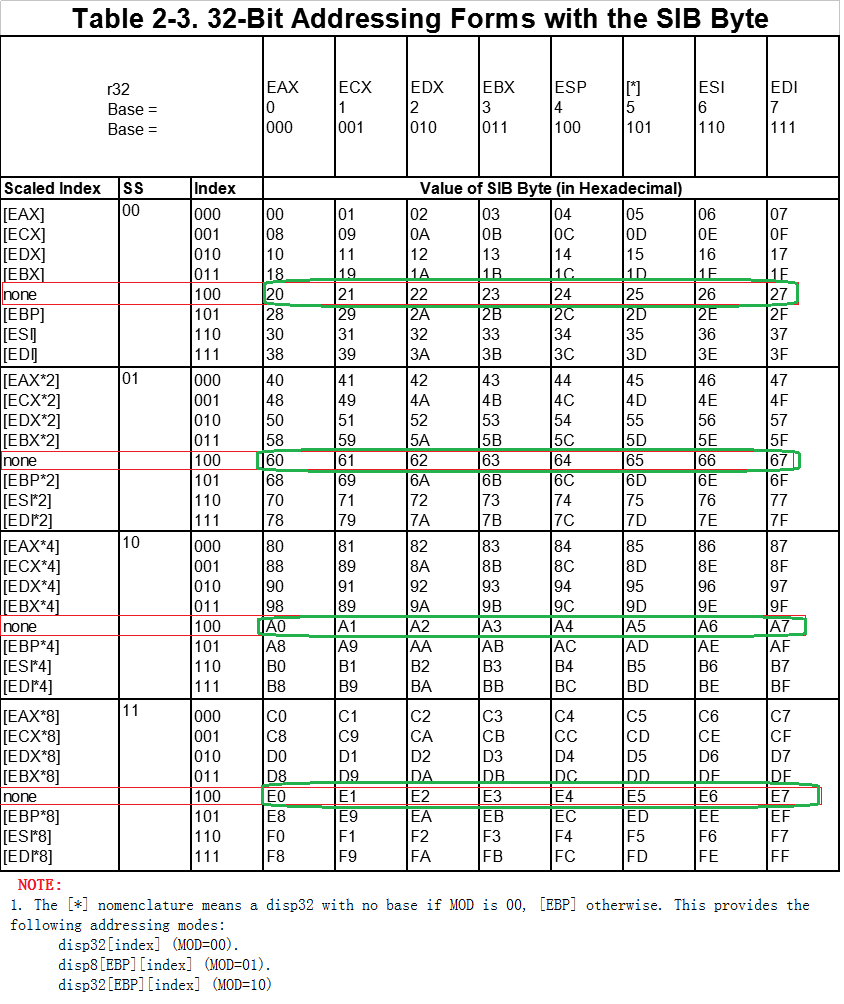 Table 2-3. 32-Bit Addressing Forms with the SIB Byte
r32 EAX ECX EDX EBX ESP [*] ESI EDI
Base = 0 1 2 3 4 5 6 7
Base = 000 001 010 011 100 101 110 111
Scaled Index SS Index Value of SIB Byte (in Hexadecimal)
[EAX] 00 000 00 01 02 03 04 05 06 07
[ECX] 001 08 09 0A 0B 0C 0D 0E 0F
[EDX] 010 10 11 12 13 14 15 16 17
[EBX] 011 18 19 1A 1B 1C 1D 1E 1F
none 100 20 21 22 23 24 25 26 27
[EBP] 101 28 29 2A 2B 2C 2D 2E 2F
[ESI] 110 30 31 32 33 34 35 36 37
[EDI] 111 38 39 3A 3B 3C 3D 3E 3F
[EAX*2] 01 000 40 41 42 43 44 45 46 47
[ECX*2] 001 48 49 4A 4B 4C 4D 4E 4F
[EDX*2] 010 50 51 52 53 54 55 56 57
[EBX*2] 011 58 59 5A 5B 5C 5D 5E 5F
none 100 60 61 62 63 64 65 66 67
[EBP*2] 101 68 69 6A 6B 6C 6D 6E 6F
[ESI*2] 110 70 71 72 73 74 75 76 77
[EDI*2] 111 78 79 7A 7B 7C 7D 7E 7F
[EAX*4] 10 000 80 81 82 83 84 85 86 87
[ECX*4] 001 88 89 8A 8B 8C 8D 8E 8F
[EDX*4] 010 90 91 92 93 94 95 96 97
[EBX*4] 011 98 89 9A 9B 9C 9D 9E 9F
none 100 A0 A1 A2 A3 A4 A5 A6 A7
[EBP*4] 101 A8 A9 AA AB AC AD AE AF
[ESI*4] 110 B0 B1 B2 B3 B4 B5 B6 B7
[EDI*4] 111 B8 B9 BA BB BC BD BE BF
[EAX*8] 11 000 C0 C1 C2 C3 C4 C5 C6 C7
[ECX*8] 001 C8 C9 CA CB CC CD CE CF
[EDX*8] 010 D0 D1 D2 D3 D4 D5 D6 D7
[EBX*8] 011 D8 D9 DA DB DC DD DE DF
none 100 E0 E1 E2 E3 E4 E5 E6 E7
[EBP*8] 101 E8 E9 EA EB EC ED EE EF
[ESI*8] 110 F0 F1 F2 F3 F4 F5 F6 F7
[EDI*8] 111 F8 F9 FA FB FC FD FE FF
NOTE:
1. The [*] nomenclature means a disp32 with no base if MOD is 00, [EBP] otherwise. This provides the
following addressing modes:
disp32[index] (MOD=00).
disp8[EBP][index] (MOD=01).
disp32[EBP][index] (MOD=10)